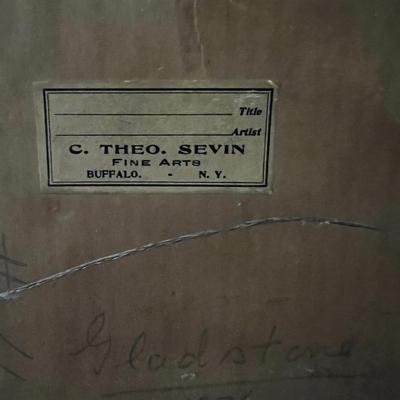 Title
Artist
C. THEO. SEVIN
FINE ARTS
BUFFALO. - N. Y.
#
Gladstone